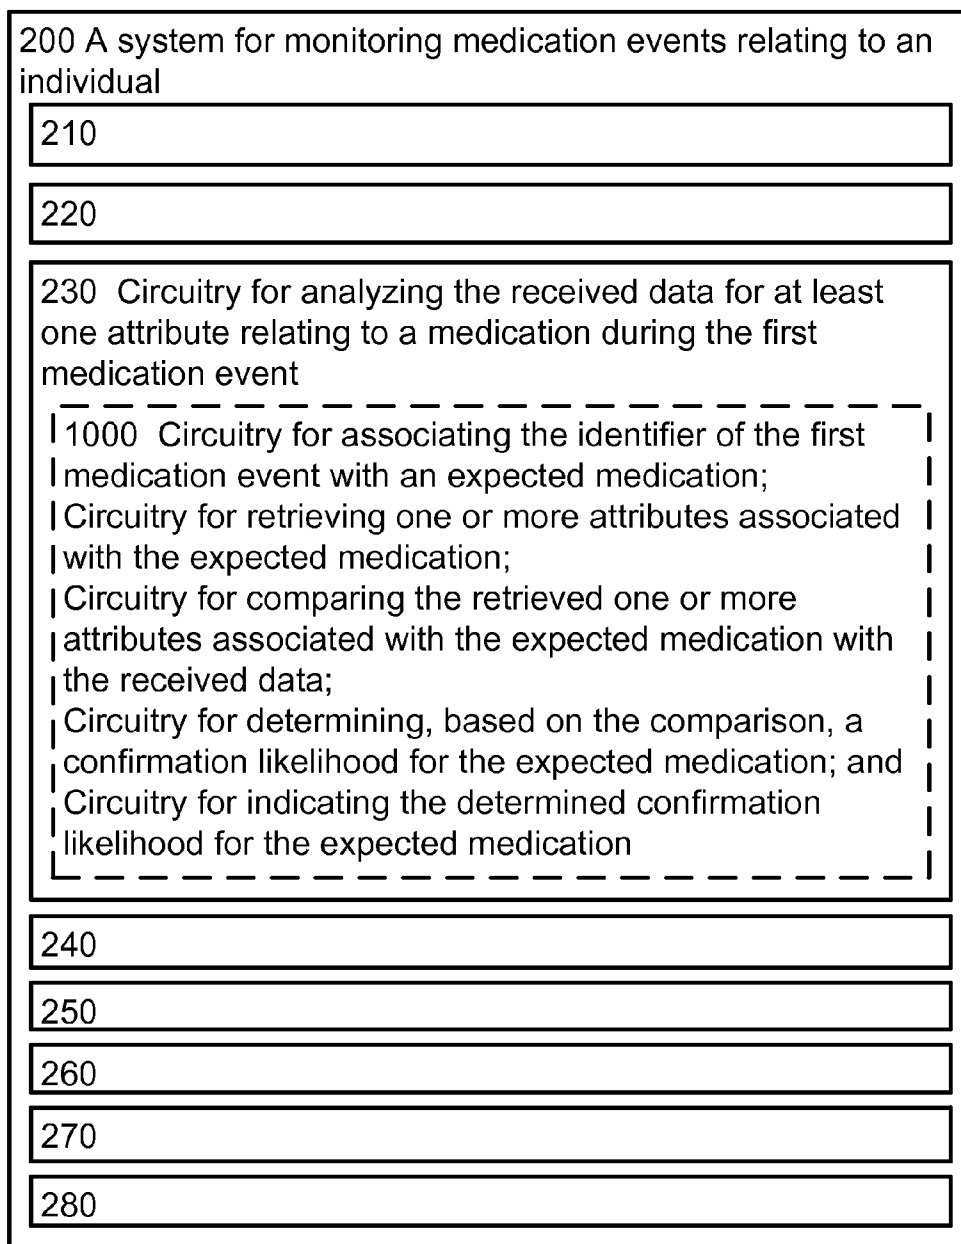 200 A system for monitoring medication events relating to an
individual
210
220
230  Circuitry for analyzing the received data for at least
one attribute relating to a medication during the first
medication event
1000  Circuitry for associating the identifier of the first
medication event with an expected medication;
Circuitry for retrieving one or more attributes associated
with the expected medication;
Circuitry for comparing the retrieved one or more
attributes associated with the expected medication with
the received data;
Circuitry for determining, based on the comparison, a
confirmation likelihood for the expected medication; and
Circuitry for indicating the determined confirmation
likelihood for the expected medication
240
250
260
270
280